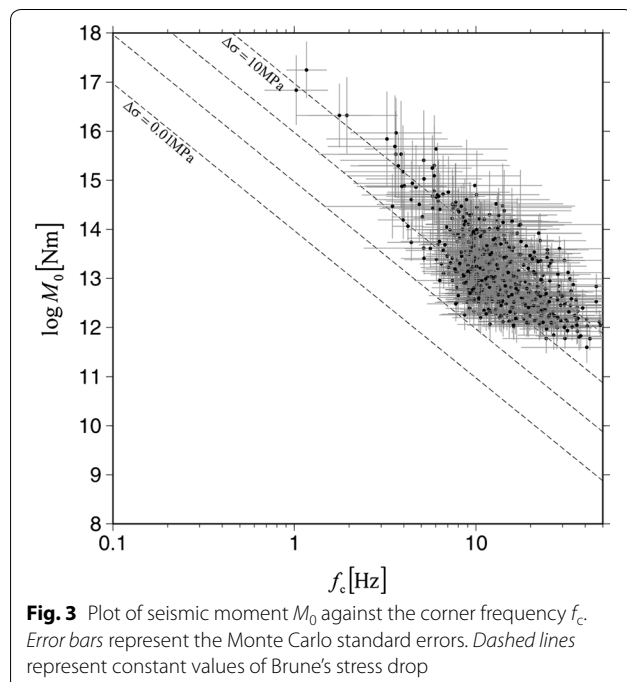 18
17
16
15
14
13
12
11
10
9
8
log M₀ [Nm]
Δσ = 10MPa
Δσ = 0.01MPa
0.1 1 10
f_c [Hz]
Fig. 3 Plot of seismic moment M₀ against the corner frequency f_c.
Error bars represent the Monte Carlo standard errors. Dashed lines
represent constant values of Brune's stress drop